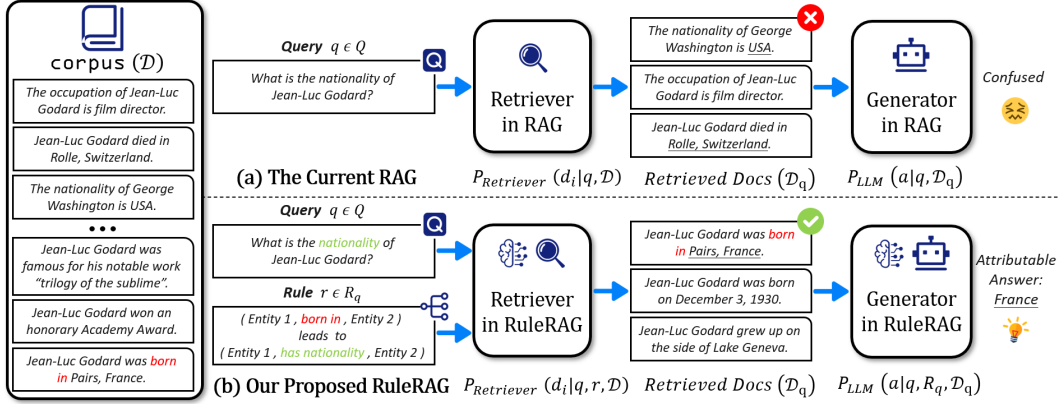 corpus (𝒟)
The occupation of Jean-Luc
Godard is film director.
Jean-Luc Godard died in
Rolle, Switzerland.
The nationality of George
Washington is USA.
•••
Jean-Luc Godard was
famous for his notable work
“trilogy of the sublime”.
Jean-Luc Godard won an
honorary Academy Award.
Jean-Luc Godard was born
in Pairs, France.
Query q ϵ Q
Q
What is the nationality of
Jean-Luc Godard?
(a) The Current RAG
Retriever
in RAG
P_Retriever (d_i|q, 𝒟)
The nationality of George
Washington is USA.
The occupation of Jean-Luc
Godard is film director.
Jean-Luc Godard died in
Rolle, Switzerland.
Retrieved Docs (𝒟_q)
Generator
in RAG
P_LLM (a|q, 𝒟_q)
Confused
Query q ϵ Q
Q
What is the nationality of
Jean-Luc Godard?
Rule r ϵ R_q
( Entity 1 , born in , Entity 2 )
leads to
( Entity 1 , has nationality , Entity 2 )
(b) Our Proposed RuleRAG
Retriever
in RuleRAG
P_Retriever (d_i|q, r, 𝒟)
Jean-Luc Godard was born
in Pairs, France.
Jean-Luc Godard was born
on December 3, 1930.
Jean-Luc Godard grew up on
the side of Lake Geneva.
Retrieved Docs (𝒟_q)
Generator
in RuleRAG
P_LLM (a|q, R_q, 𝒟_q)
Attributable
Answer:
France